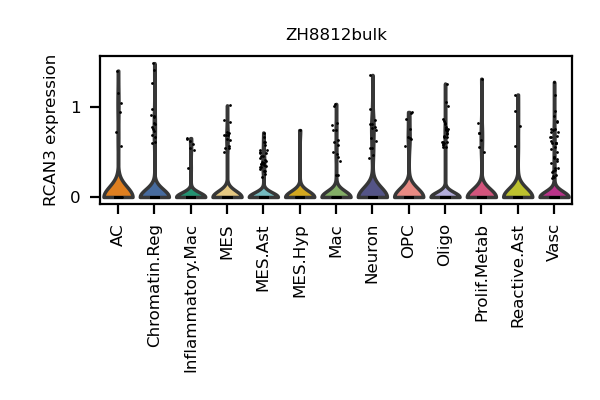 ZH8812bulk
RCAN3 expression
1
0
AC
Chromatin.Reg
Inflammatory.Mac
MES
MES.Ast
MES.Hyp
Mac
Neuron
OPC
Oligo
Prolif.Metab
Reactive.Ast
Vasc